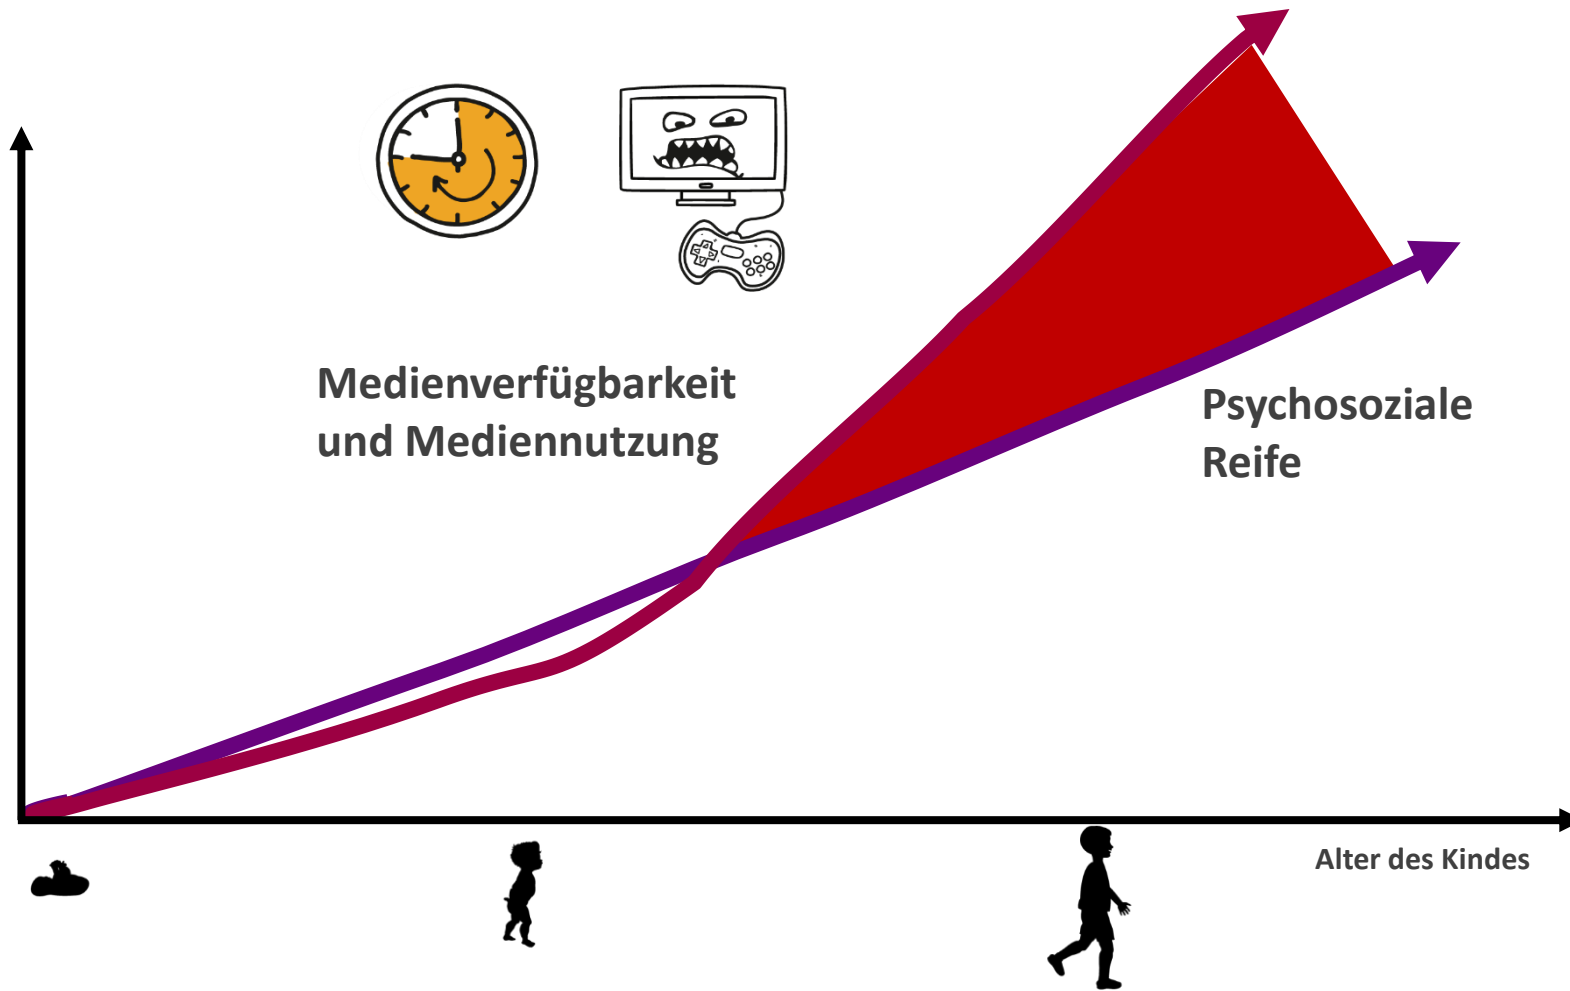 Medienverfügbarkeit
und Mediennutzung
Psychosoziale
Reife
Alter des Kindes